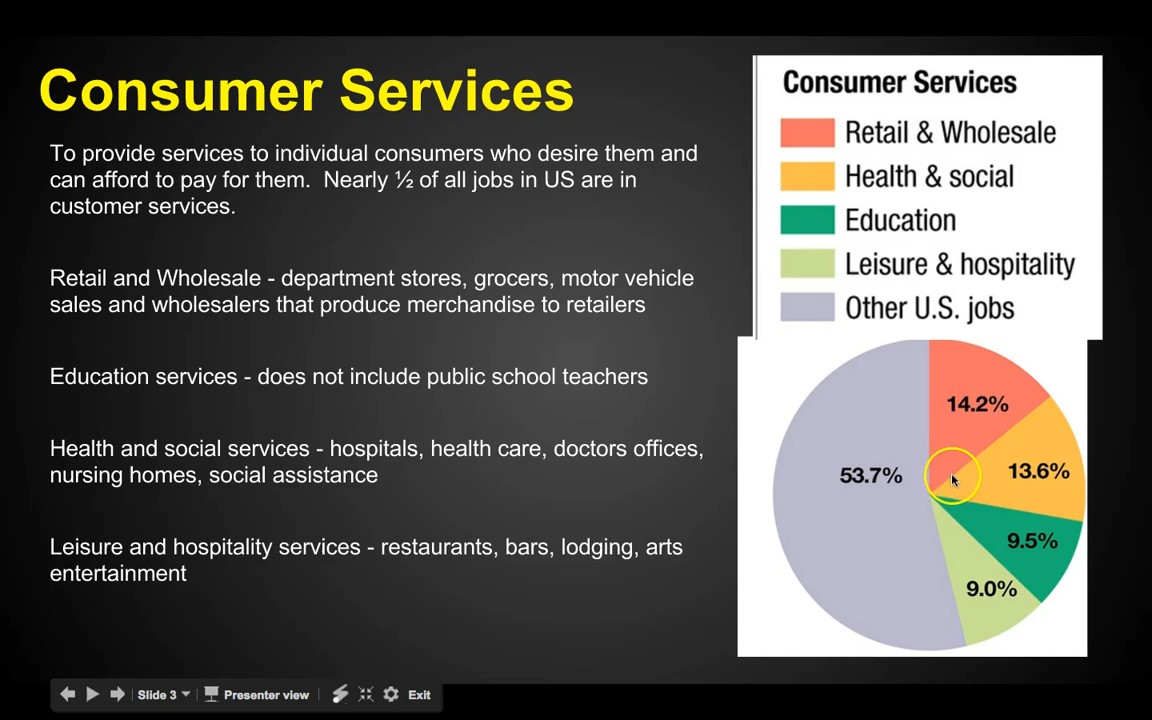 Consumer Services
To provide services to individual consumers who desire them and
can afford to pay for them.  Nearly ½ of all jobs in US are in
customer services.
Retail and Wholesale - department stores, grocers, motor vehicle
sales and wholesalers that produce merchandise to retailers
Education services - does not include public school teachers
Health and social services - hospitals, health care, doctors offices,
nursing homes, social assistance
Leisure and hospitality services - restaurants, bars, lodging, arts
entertainment
Consumer Services
Retail & Wholesale
Health & social
Education
Leisure & hospitality
Other U.S. jobs
14.2%
53.7%
13.6%
9.5%
9.0%
Slide 3
Presenter view
Exit